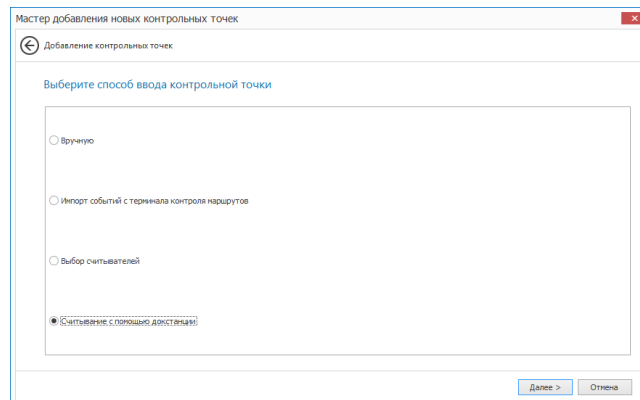 Мастер добавления новых контрольных точек
Добавление контрольных точек
Выберите способ ввода контрольной точки
Вручную
Импорт событий с терминала контроля маршрутов
Выбор считывателей
Считывание с помощью докстанции
Далее >
Отмена